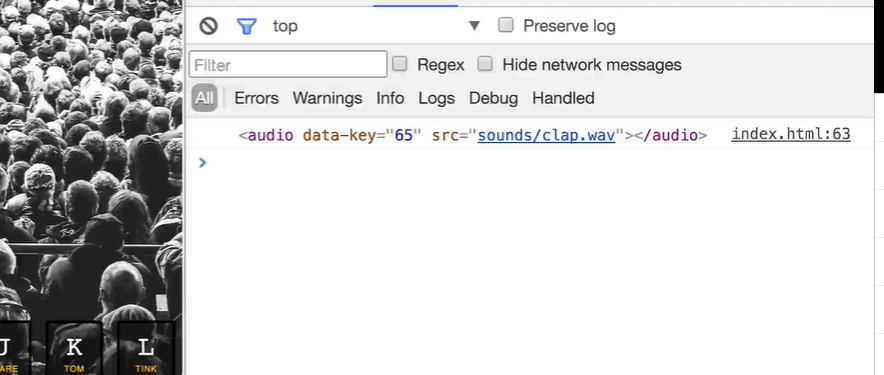 top
Preserve log
Filter
Regex
Hide network messages
All Errors Warnings Info Logs Debug Handled
<audio data-key="65" src="sounds/clap.wav"></audio> index.html:63
J K L
ARE TOM TINK